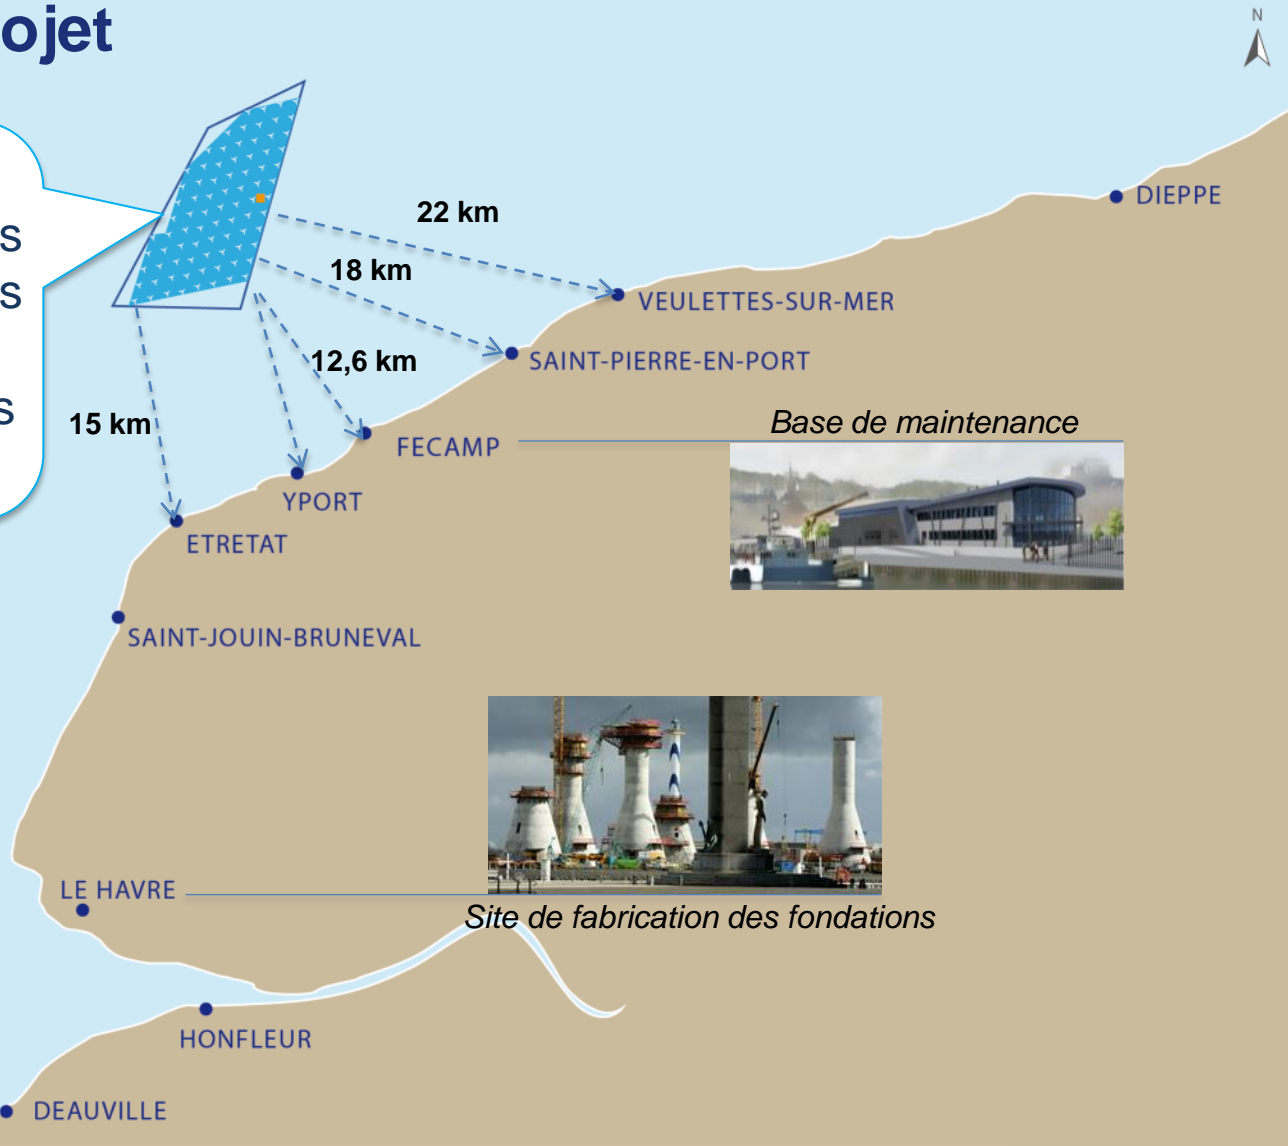 ojet
N
s
s
s
22 km
18 km
12,6 km
15 km
DIEPPE
VEULETTES-SUR-MER
SAINT-PIERRE-EN-PORT
Base de maintenance
FECAMP
YPORT
ETRETAT
SAINT-JOUIN-BRUNEVAL
LE HAVRE
Site de fabrication des fondations
HONFLEUR
DEAUVILLE